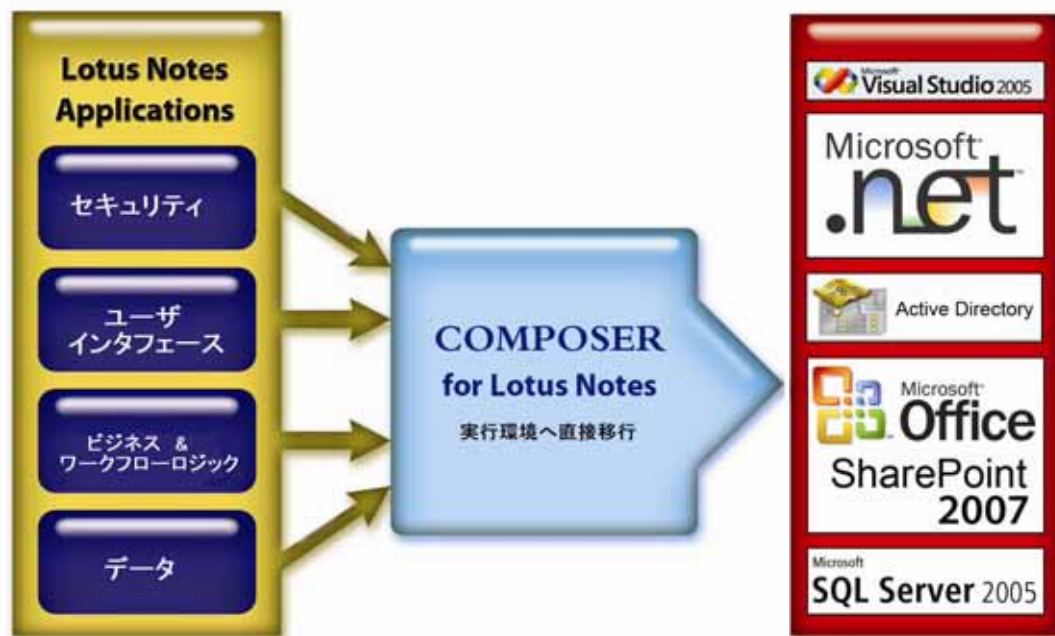 Lotus Notes
Applications
セキュリティ
ユーザ
インタフェース
ビジネス &
ワークフローロジック
データ
COMPOSER
for Lotus Notes
実行環境へ直接移行
Microsoft
Visual Studio 2005
Microsoft
.net
Active Directory
Microsoft
Office
SharePoint
2007
Microsoft
SQL Server 2005